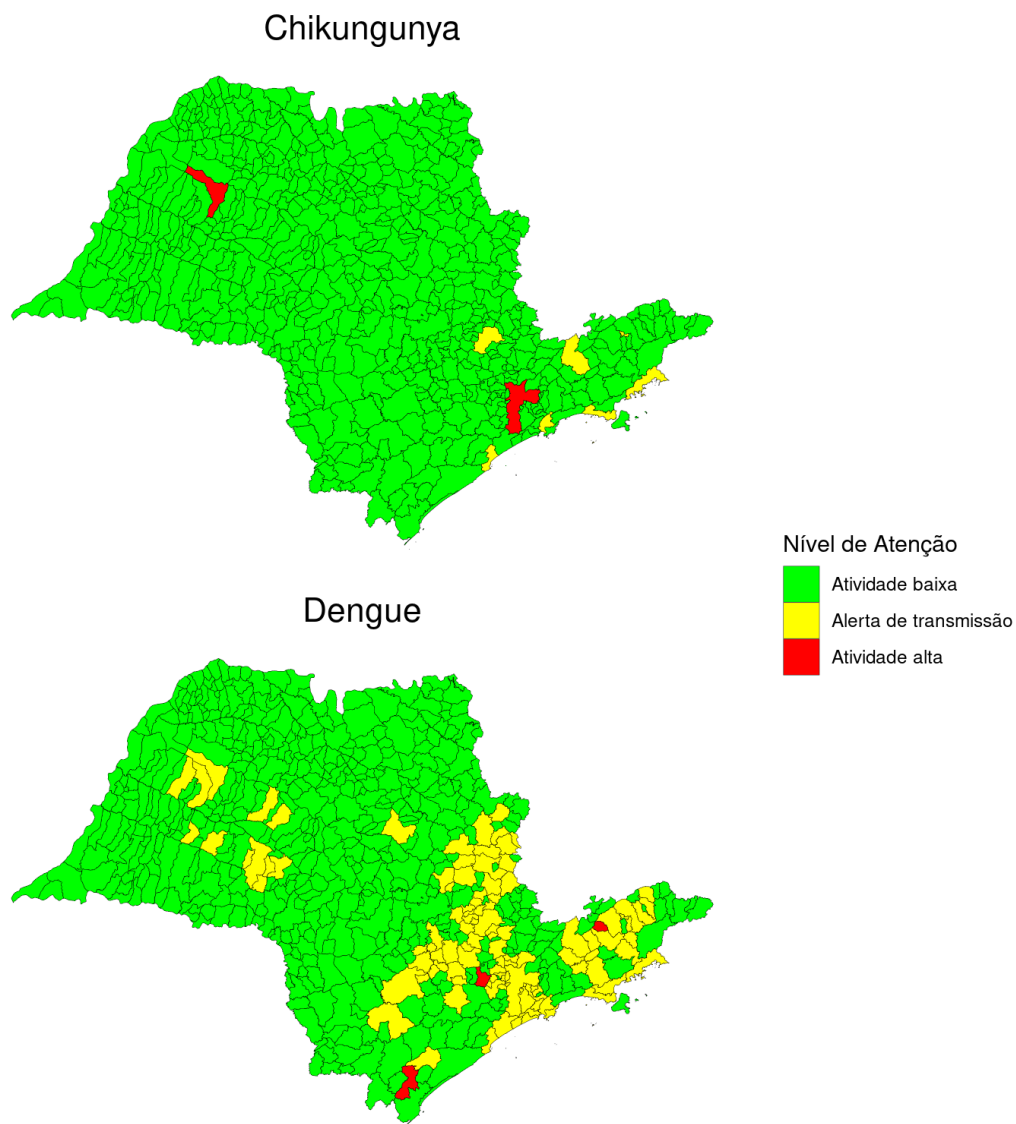 Chikungunya
Nível de Atenção
Atividade baixa
Alerta de transmissão
Atividade alta
Dengue